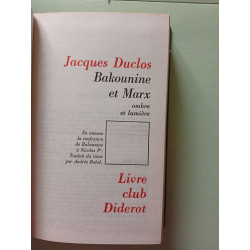 Jacques Duclos
Bakounine
et Marx
ombre
et lumière
En annexe
la confession
de Bakounine
à Nicolas Iᵉʳ
Traduit du russe
par Andrée Robel.
Livre
club
Diderot